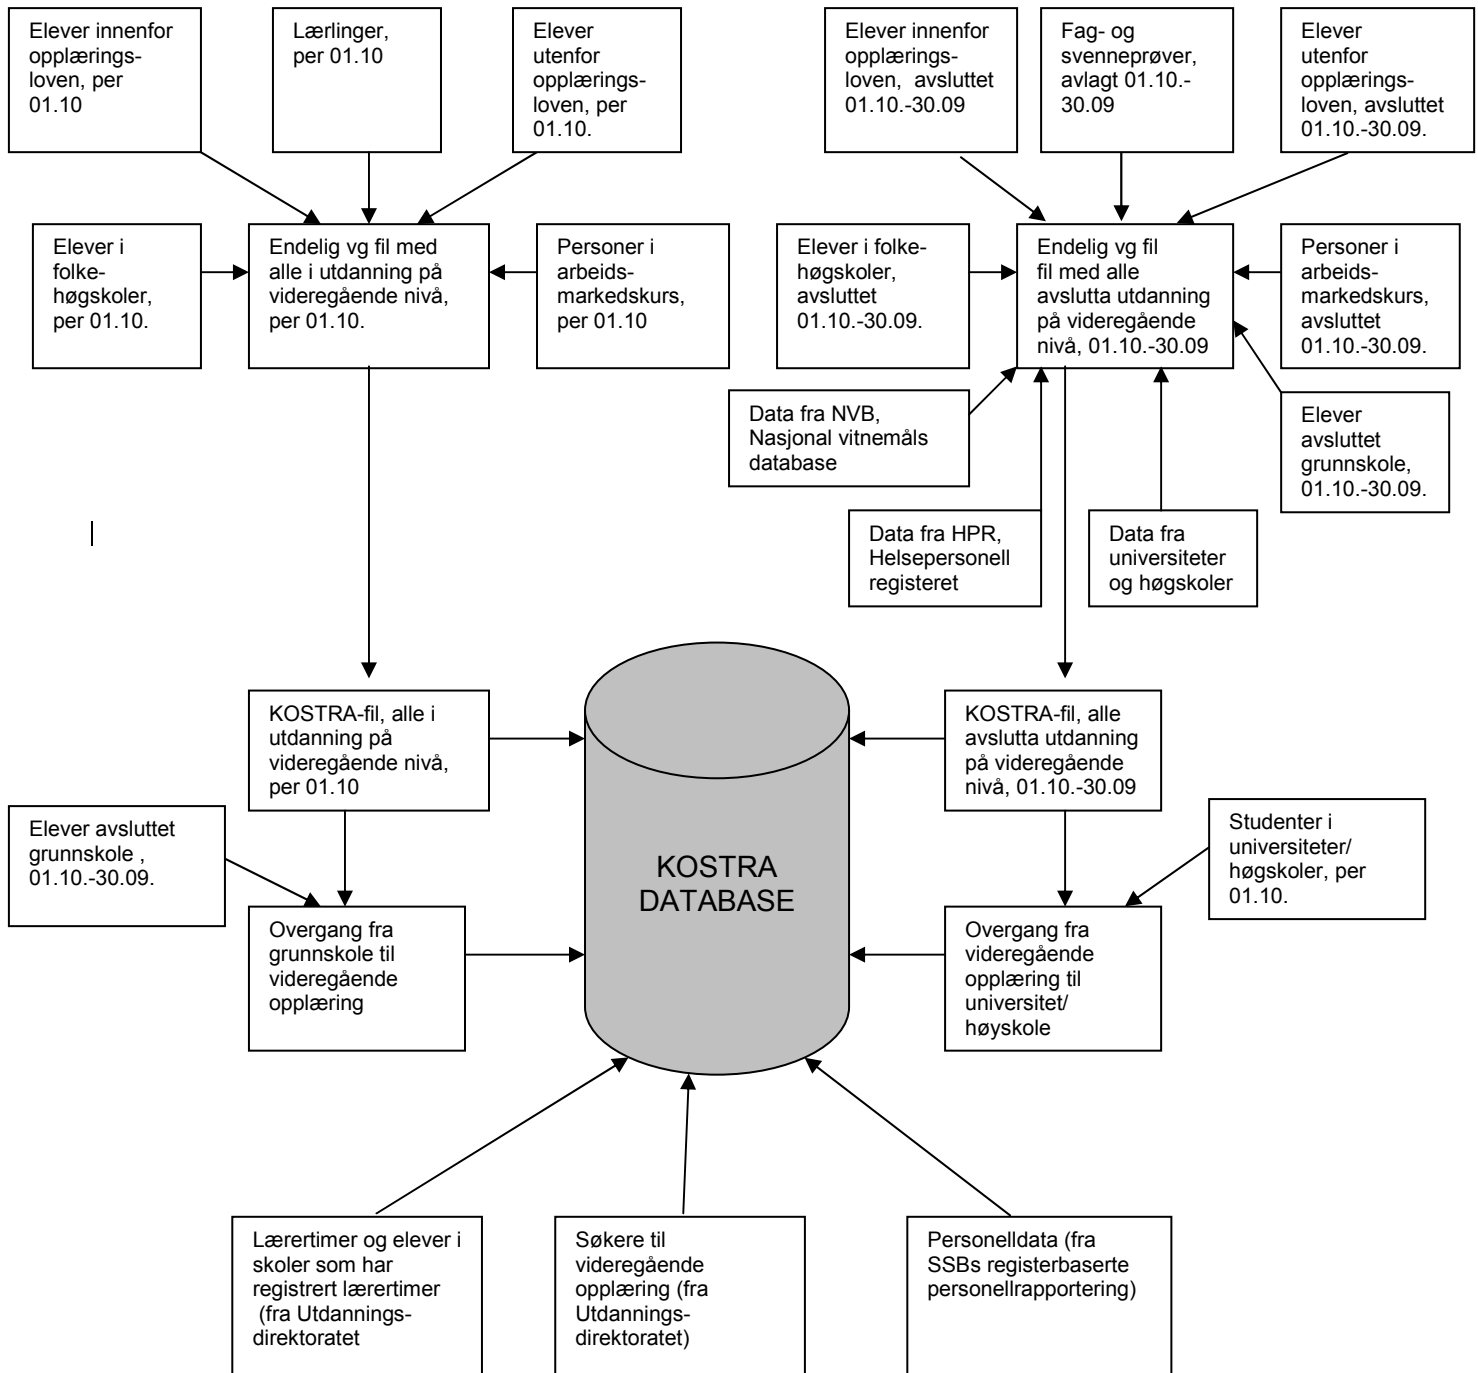 Elever innenfor
opplærings-
loven, per
01.10
Lærlinger,
per 01.10
Elever
utenfor
opplærings-
loven, per
01.10.
Elever innenfor
opplærings-
loven, avsluttet
01.10.-30.09
Fag- og
svenneprøver,
avlagt 01.10.-
30.09
Elever
utenfor
opplærings-
loven, avsluttet
01.10.-30.09.
Elever i
folke-
høgskoler,
per 01.10.
Endelig vg fil med
alle i utdanning på
videregående nivå,
per 01.10.
Personer i
arbeids-
markedskurs,
per 01.10
Elever i folke-
høgskoler,
avsluttet
01.10.-30.09.
Endelig vg fil
fil med alle
avslutta utdanning
på videregående
nivå, 01.10.-30.09
Personer i
arbeids-
markedskurs,
avsluttet
01.10.-30.09.
Data fra NVB,
Nasjonal vitnemåls
database
Elever
avsluttet
grunnskole,
01.10.-30.09.
Data fra HPR,
Helsepersonell
registeret
Data fra
universiteter
og høgskoler
KOSTRA-fil, alle i
utdanning på
videregående nivå,
per 01.10
KOSTRA-fil, alle
avslutta utdanning
på videregående
nivå, 01.10.-30.09
Elever avsluttet
grunnskole ,
01.10.-30.09.
KOSTRA
DATABASE
Studenter i
universiteter/
høgskoler, per
01.10.
Overgang fra
grunnskole til
videregående
opplæring
Overgang fra
videregående
opplæring til
universitet/
høyskole
Lærertimer og elever i
skoler som har
registrert lærertimer
(fra Utdannings-
direktoratet
Søkere til
videregående
opplæring (fra
Utdannings-
direktoratet)
Personelldata (fra
SSBs registerbaserte
personellrapportering)